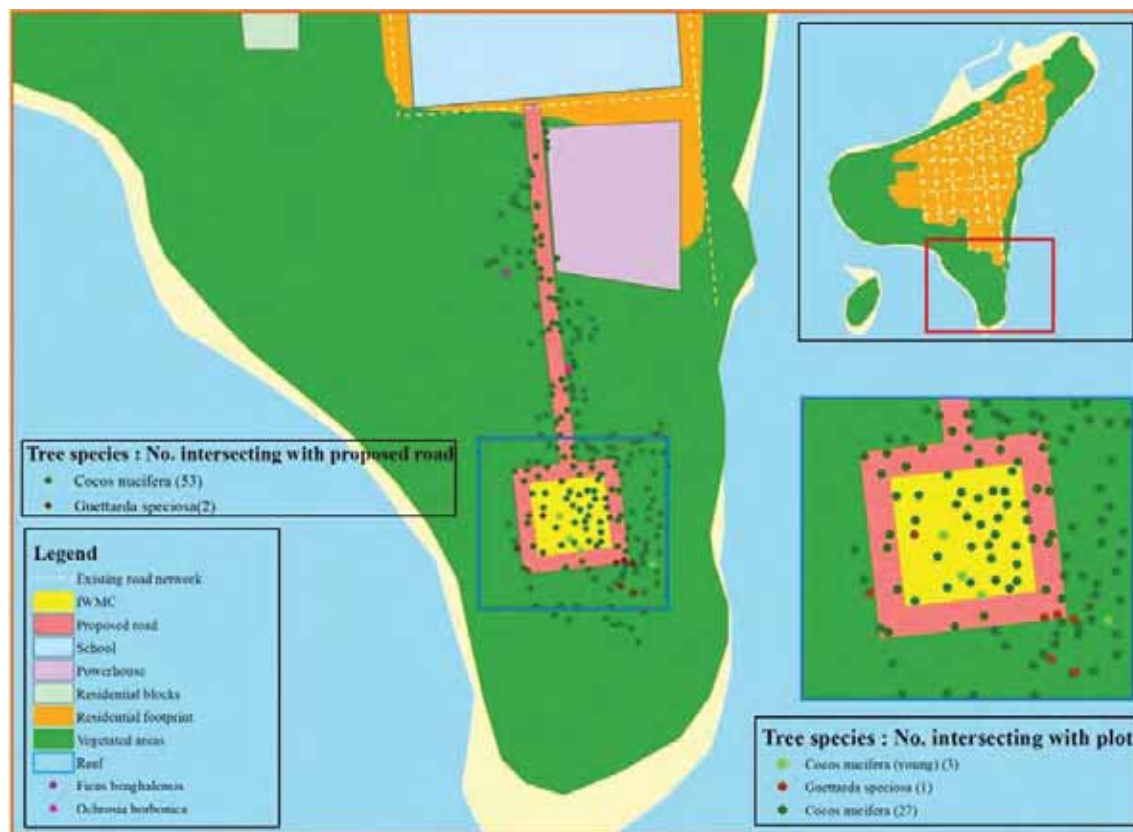 Tree species : No. intersecting with proposed road
Cocos nucifera (53)
Guettarda speciosa(2)
Legend
Existing road network
IWMC
Proposed road
School
Powerhouse
Residential blocks
Residential footprint
Vegetated areas
Reef
Ficus benghalensis
Ochrosia borbonica
Tree species : No. intersecting with plot
Cocos nucifera (young) (3)
Guettarda speciosa (1)
Cocos nucifera (27)